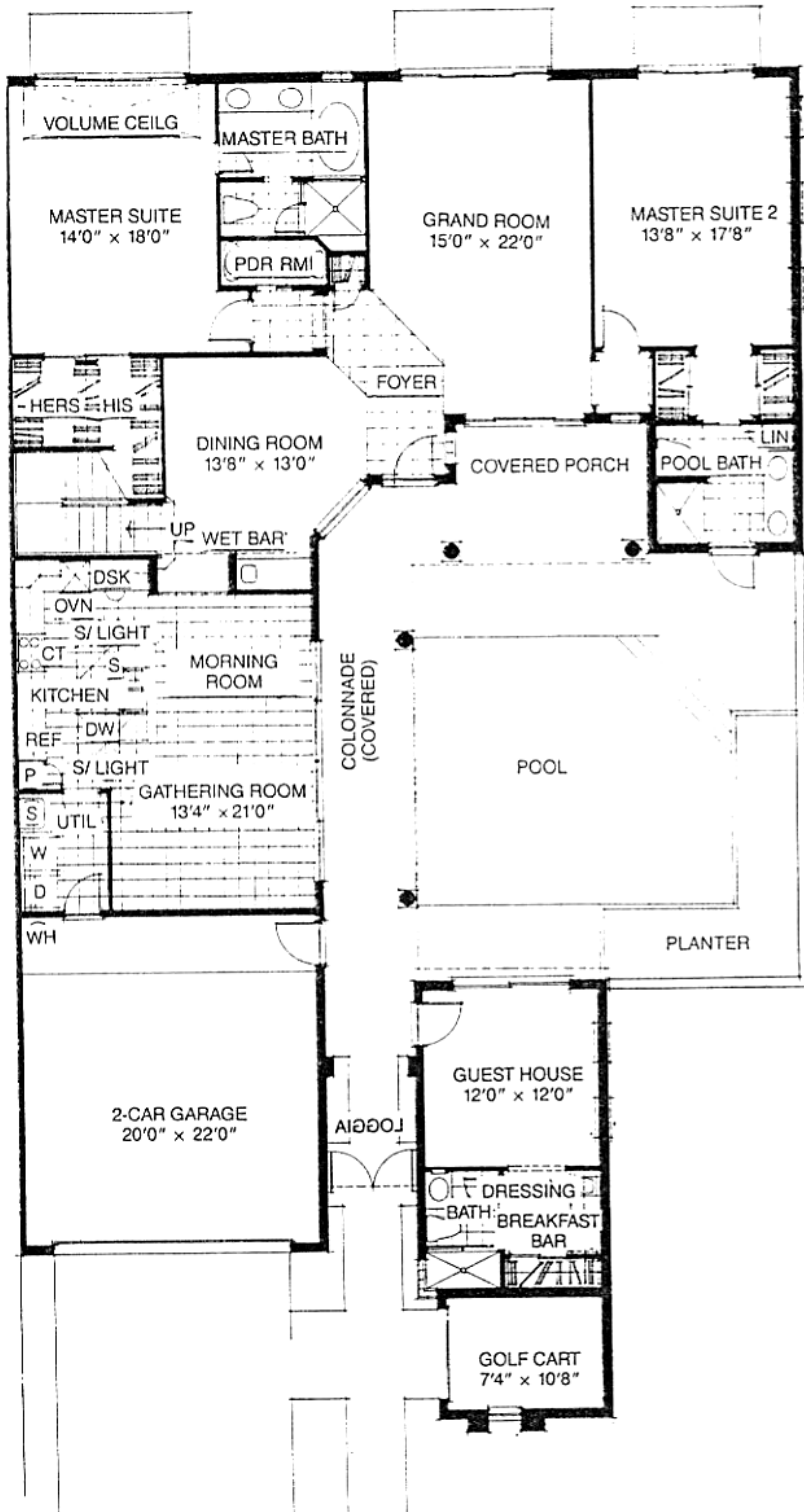 VOLUME CEILG
MASTER BATH
MASTER SUITE
14'0" × 18'0"
GRAND ROOM
15'0" × 22'0"
MASTER SUITE 2
13'8" × 17'8"
PDR RM
FOYER
HERS
HIS
DINING ROOM
13'8" × 13'0"
COVERED PORCH
LIN
POOL BATH
UP
WET BAR
DSK
OVN
S/LIGHT
CT
S
MORNING
ROOM
KITCHEN
DW
REF
S/LIGHT
P
GATHERING ROOM
13'4" × 21'0"
COLONNADE
(COVERED)
POOL
S
UTIL
W
D
WH
PLANTER
GUEST HOUSE
12'0" × 12'0"
2-CAR GARAGE
20'0" × 22'0"
LOGGIA
DRESSING
BATH
BREAKFAST
BAR
GOLF CART
7'4" × 10'8"